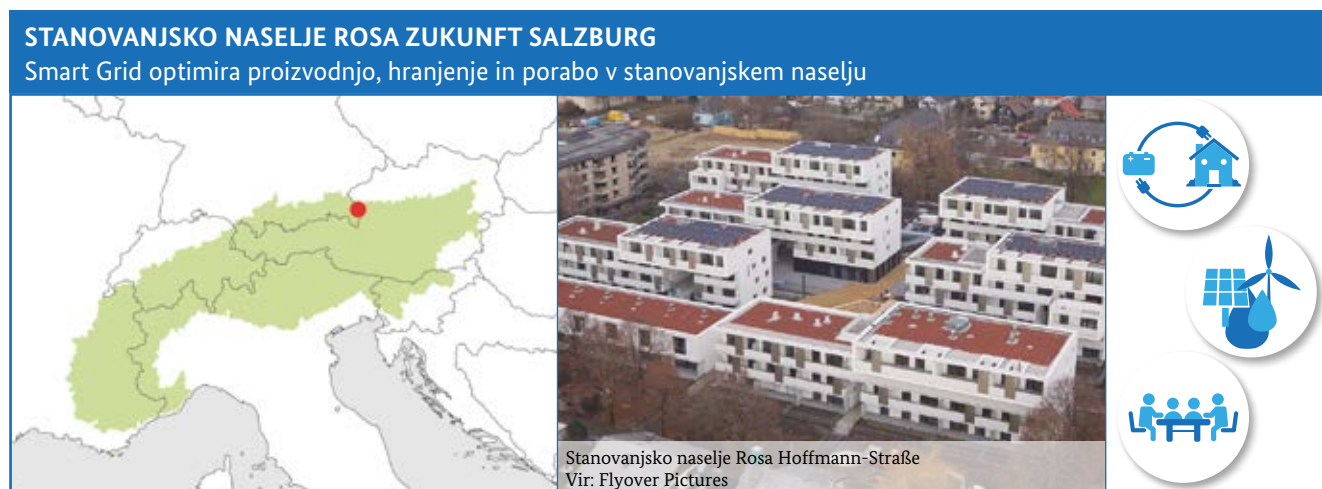 STANOVANJSKO NASELJE ROSA ZUKUNFT SALZBURG
Smart Grid optimira proizvodnjo, hranjenje in porabo v stanovanjskem naselju
Stanovanjsko naselje Rosa Hoffmann-Straße
Vir: Flyover Pictures